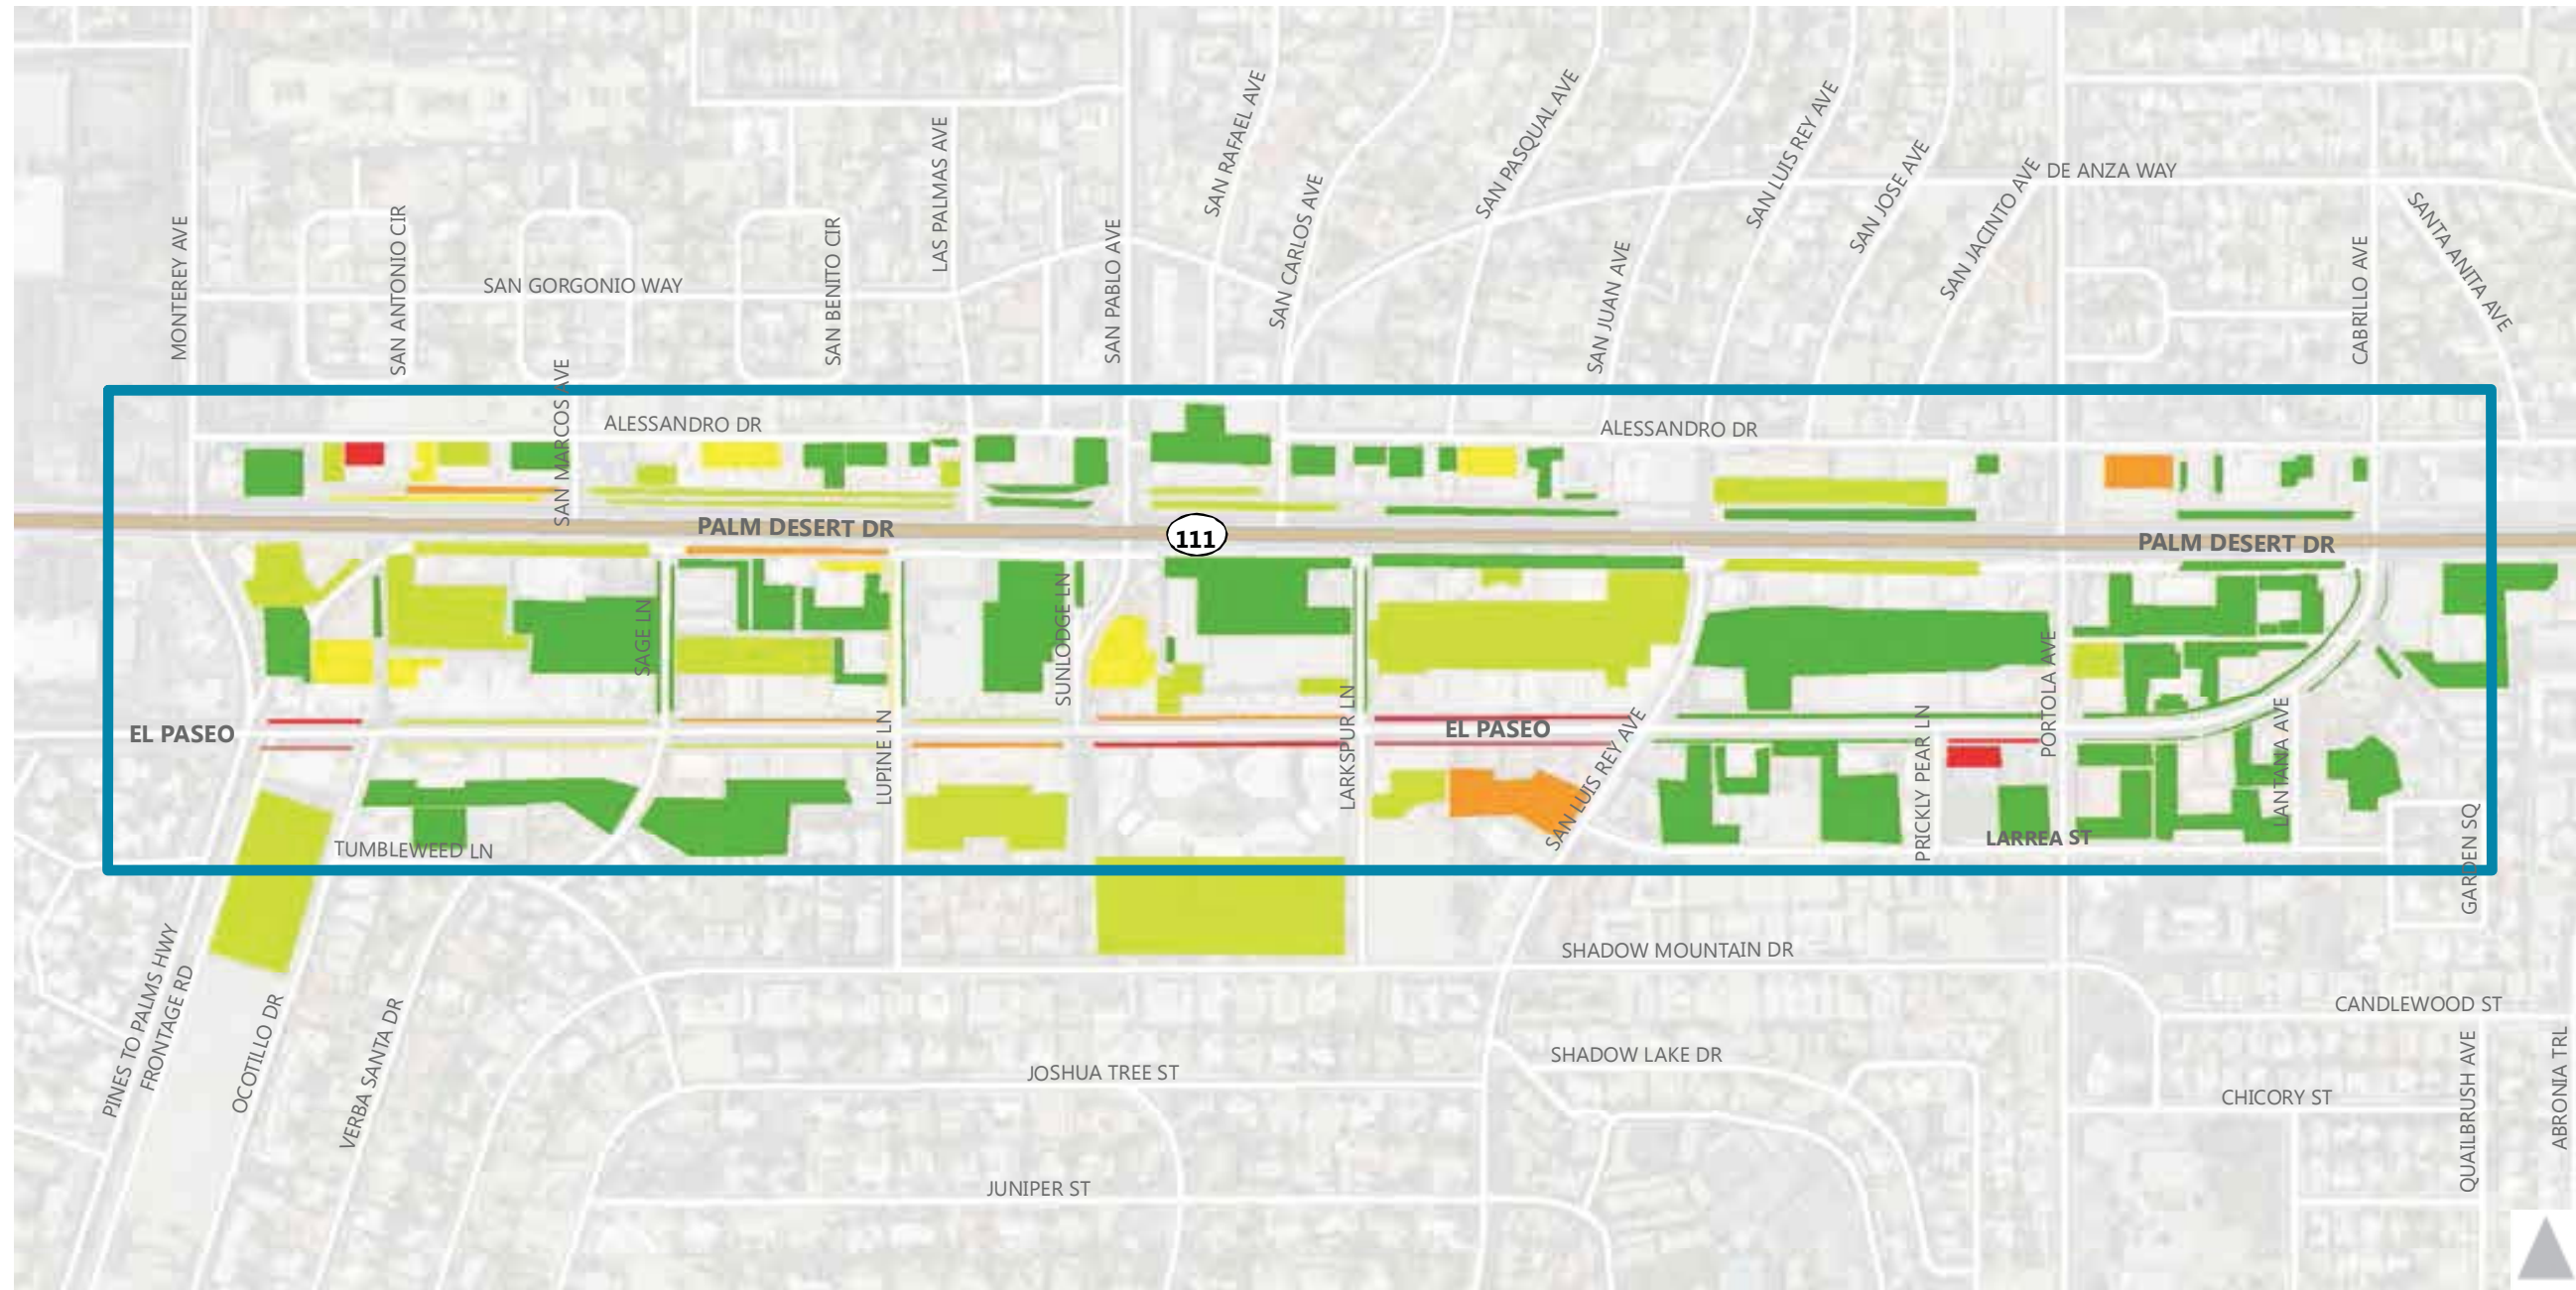 SAN RAFAEL AVE
SAN PASQUAL AVE
SAN LUIS REY AVE
LAS PALMAS AVE
SAN JOSE AVE
SAN JACINTO AVE
DE ANZA WAY
SAN CARLOS AVE
SANTA ANITA AVE
MONTEREY AVE
SAN ANTONIO CIR
SAN GORGONIO WAY
SAN BENITO CIR
SAN PABLO AVE
SAN JUAN AVE
CABRILLO AVE
SAN MARCOS AVE
ALESSANDRO DR
ALESSANDRO DR
PALM DESERT DR
111
PALM DESERT DR
SAGE LN
SUNLODGE LN
PORTOLA AVE
EL PASEO
LUPINE LN
LARKSPUR LN
EL PASEO
SAN LUIS REY AVE
PRICKLY PEAR LN
LANTANA AVE
TUMBLEWEED LN
LARREA ST
GARDEN SQ
PINES TO PALMS HWY
FRONTAGE RD
OCOTILLO DR
VERBA SANTA DR
SHADOW MOUNTAIN DR
CANDLEWOOD ST
JOSHUA TREE ST
SHADOW LAKE DR
CHICORY ST
QUAILBRUSH AVE
ABRONIA TRL
JUNIPER ST